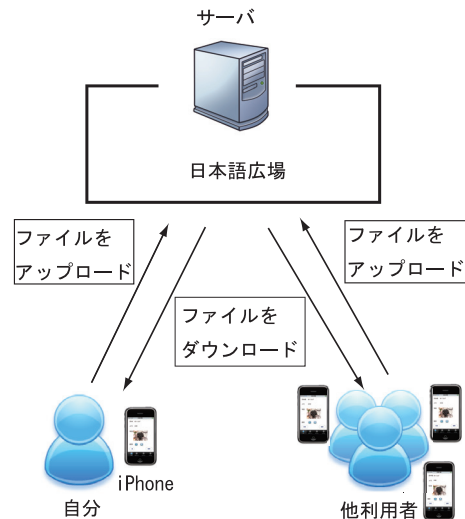 サーバ
日本語広場
ファイルを
アップロード
ファイルを
アップロード
ファイルを
ダウンロード
iPhone
自分
他利用者